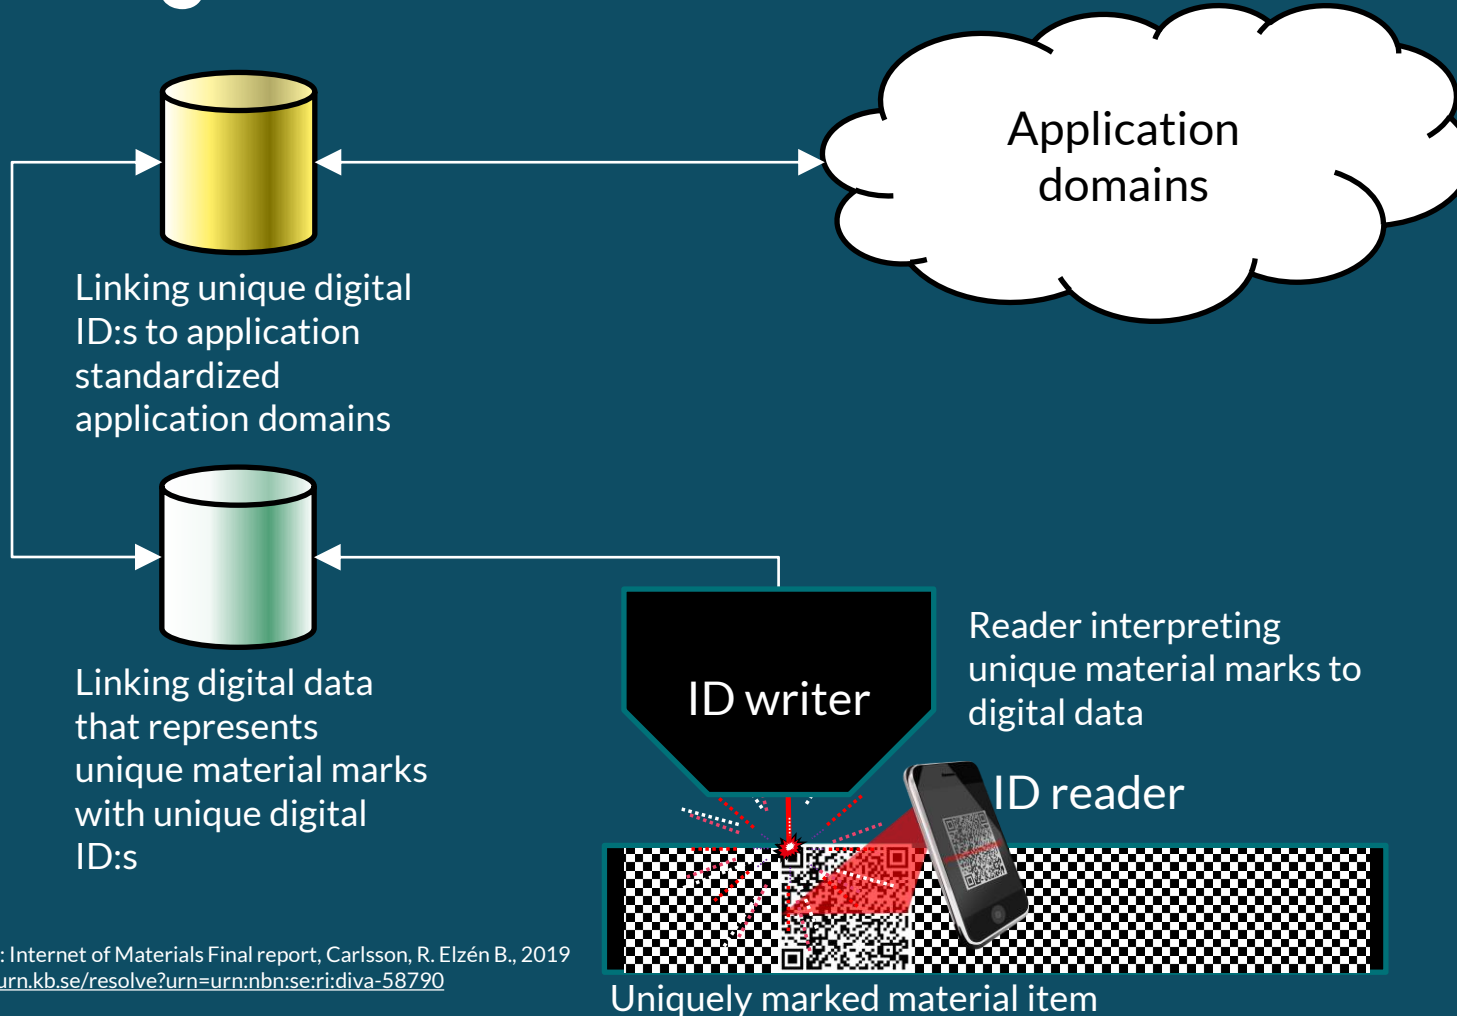 Application
domains
Linking unique digital
ID:s to application
standardized
application domains
Linking digital data
that represents
unique material marks
with unique digital
ID:s
ID writer
Reader interpreting
unique material marks to
digital data
ID reader
: Internet of Materials Final report, Carlsson, R. Elzén B., 2019
urn.kb.se/resolve?urn=urn:nbn:se:ri:diva-58790
Uniquely marked material item